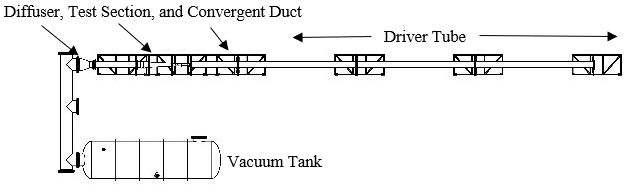 Diffuser, Test Section, and Convergent Duct
Driver Tube
Vacuum Tank